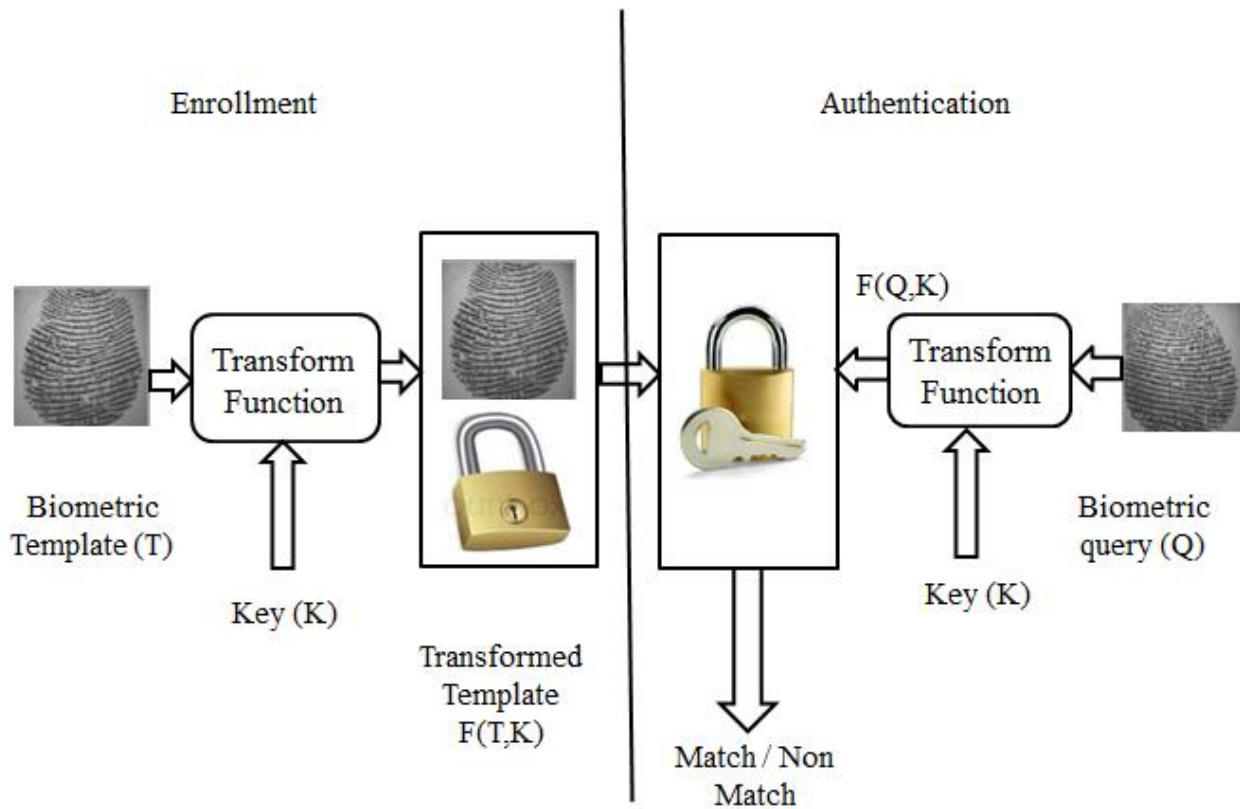 Enrollment
Authentication
Transform
Function
Biometric
Template (T)
Key (K)
Transformed
Template
F(T,K)
F(Q,K)
Transform
Function
Biometric
query (Q)
Key (K)
Match / Non
Match